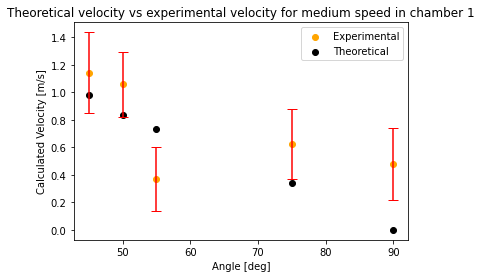 Theoretical velocity vs experimental velocity for medium speed in chamber 1
Experimental
Theoretical
Calculated Velocity [m/s]
1.4
1.2
1.0
0.8
0.6
0.4
0.2
0.0
50
60
70
80
90
Angle [deg]